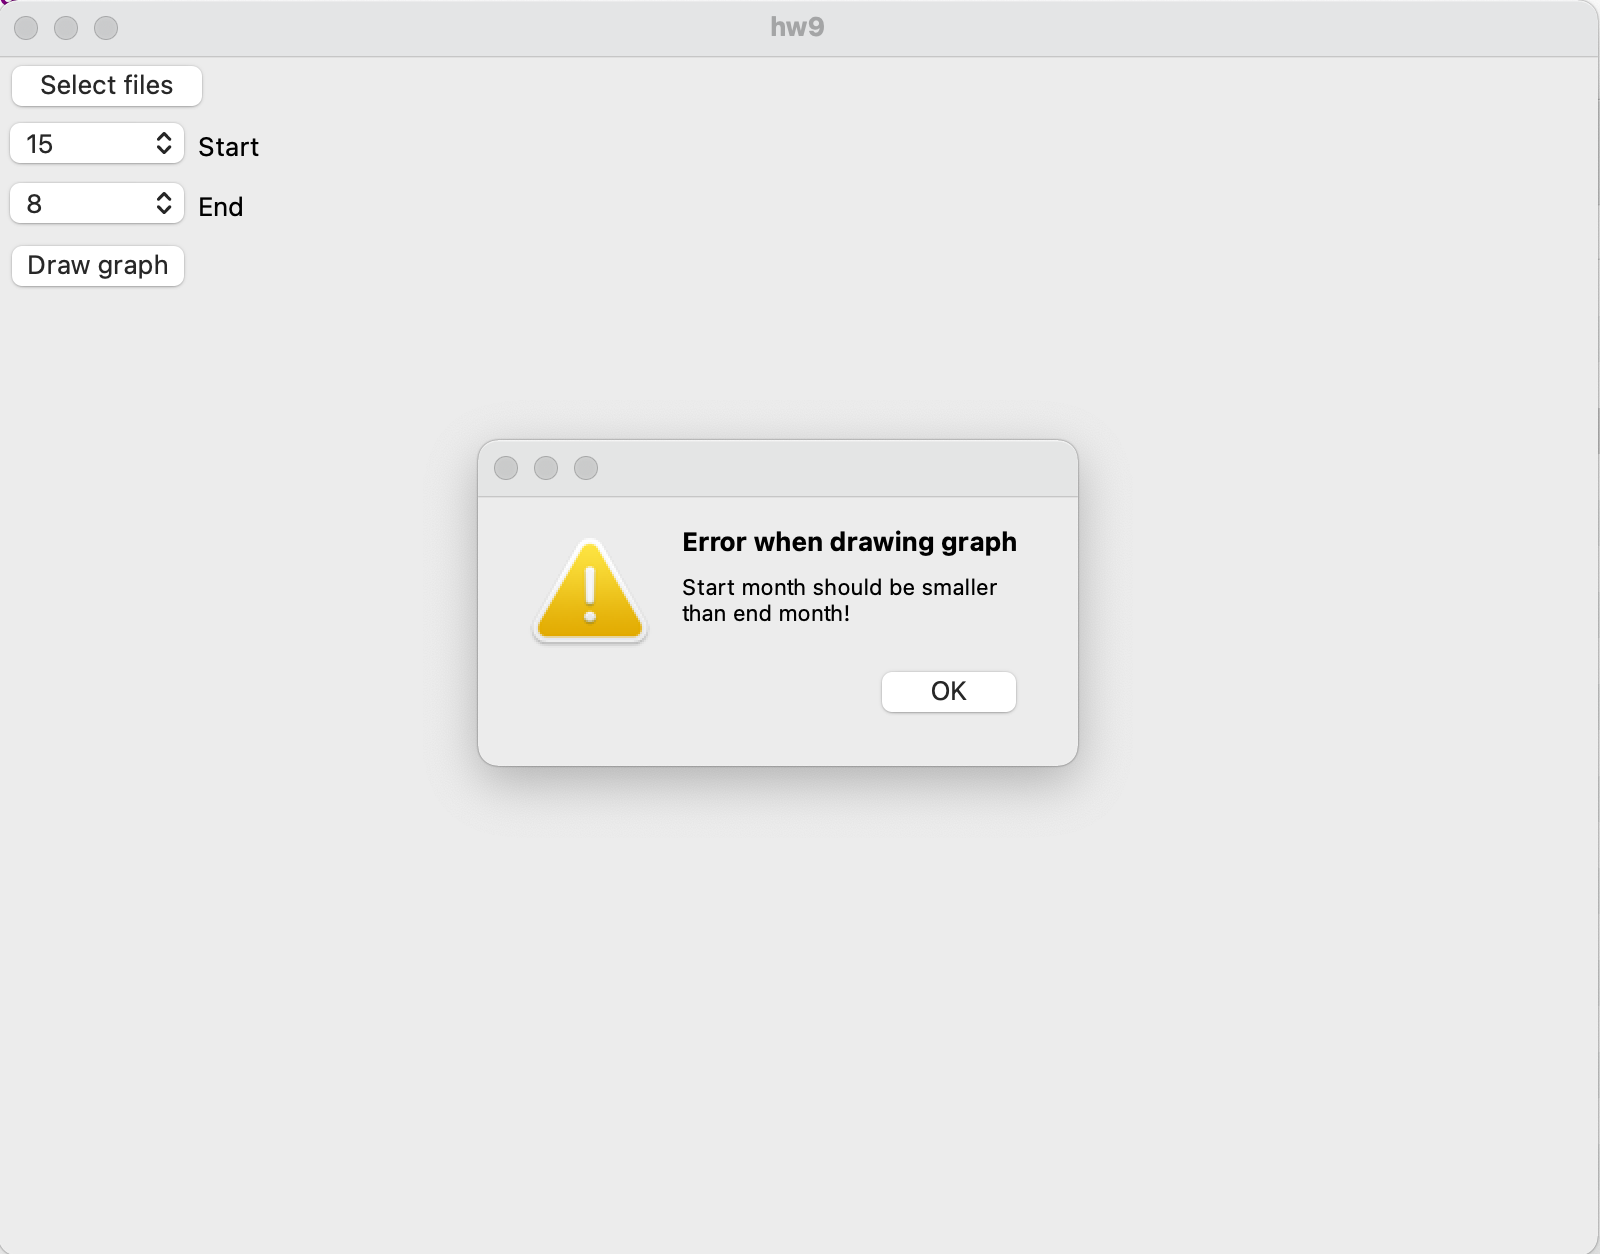 hw9
Select files
15
Start
8
End
Draw graph
Error when drawing graph
Start month should be smaller
than end month!
OK